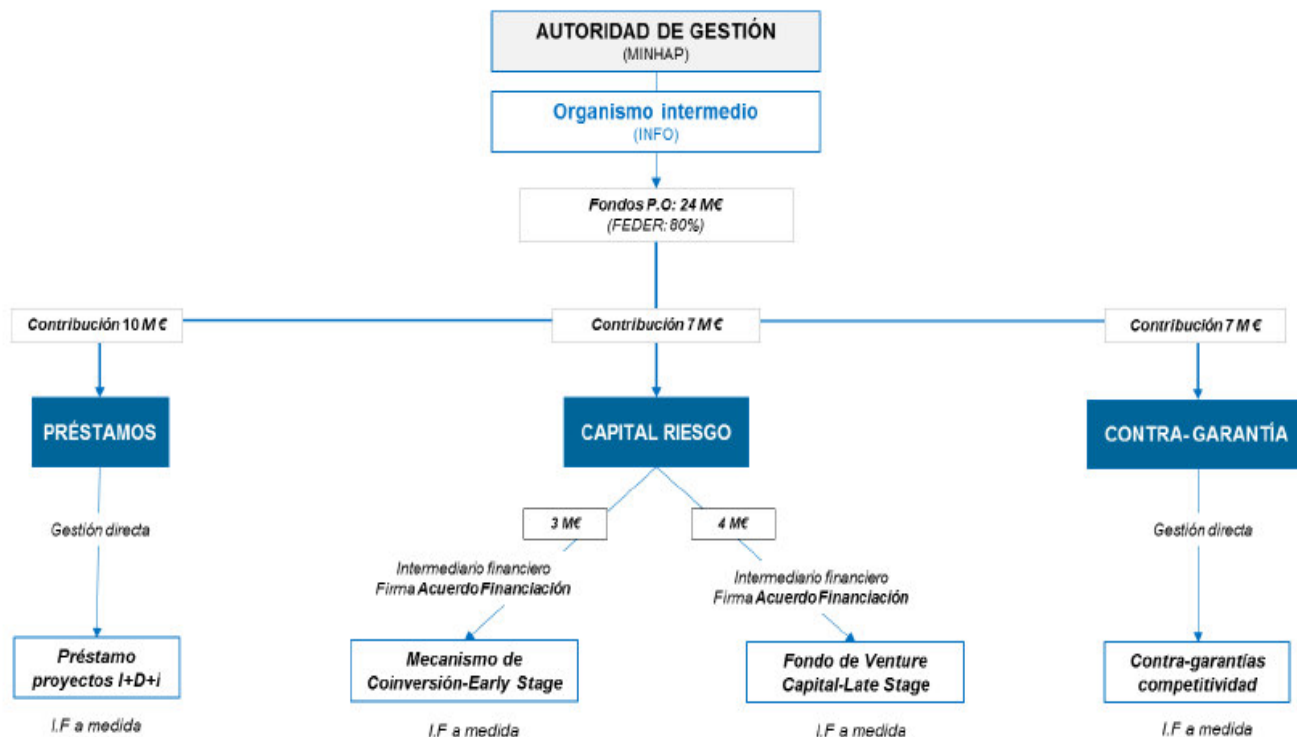 AUTORIDAD DE GESTIÓN
(MINHAP)
Organismo intermedio
(INFO)
Fondos P.O: 24 M€
(FEDER: 80%)
Contribución 10 M €
Contribución 7 M €
Contribución 7 M €
PRÉSTAMOS
CAPITAL RIESGO
CONTRA- GARANTÍA
Gestión directa
3 M€
4 M€
Gestión directa
Intermediario financiero
Firma Acuerdo Financiación
Intermediario financiero
Firma Acuerdo Financiación
Préstamo
proyectos I+D+i
Mecanismo de
Coinversión-Early Stage
Fondo de Venture
Capital-Late Stage
Contra-garantías
competitividad
I.F a medida
I.F a medida
I.F a medida
I.F a medida